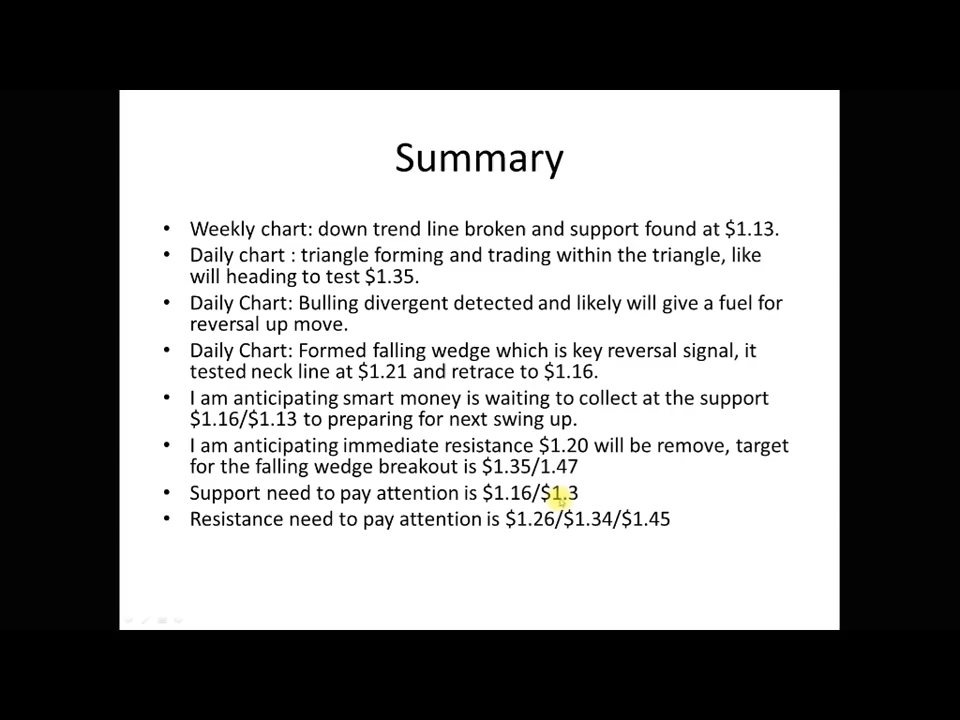 Summary
• Weekly chart: down trend line broken and support found at $1.13.
• Daily chart : triangle forming and trading within the triangle, like
will heading to test $1.35.
• Daily Chart: Bulling divergent detected and likely will give a fuel for
reversal up move.
• Daily Chart: Formed falling wedge which is key reversal signal, it
tested neck line at $1.21 and retrace to $1.16.
• I am anticipating smart money is waiting to collect at the support
$1.16/$1.13 to preparing for next swing up.
• I am anticipating immediate resistance $1.20 will be remove, target
for the falling wedge breakout is $1.35/1.47
• Support need to pay attention is $1.16/$1.3
• Resistance need to pay attention is $1.26/$1.34/$1.45